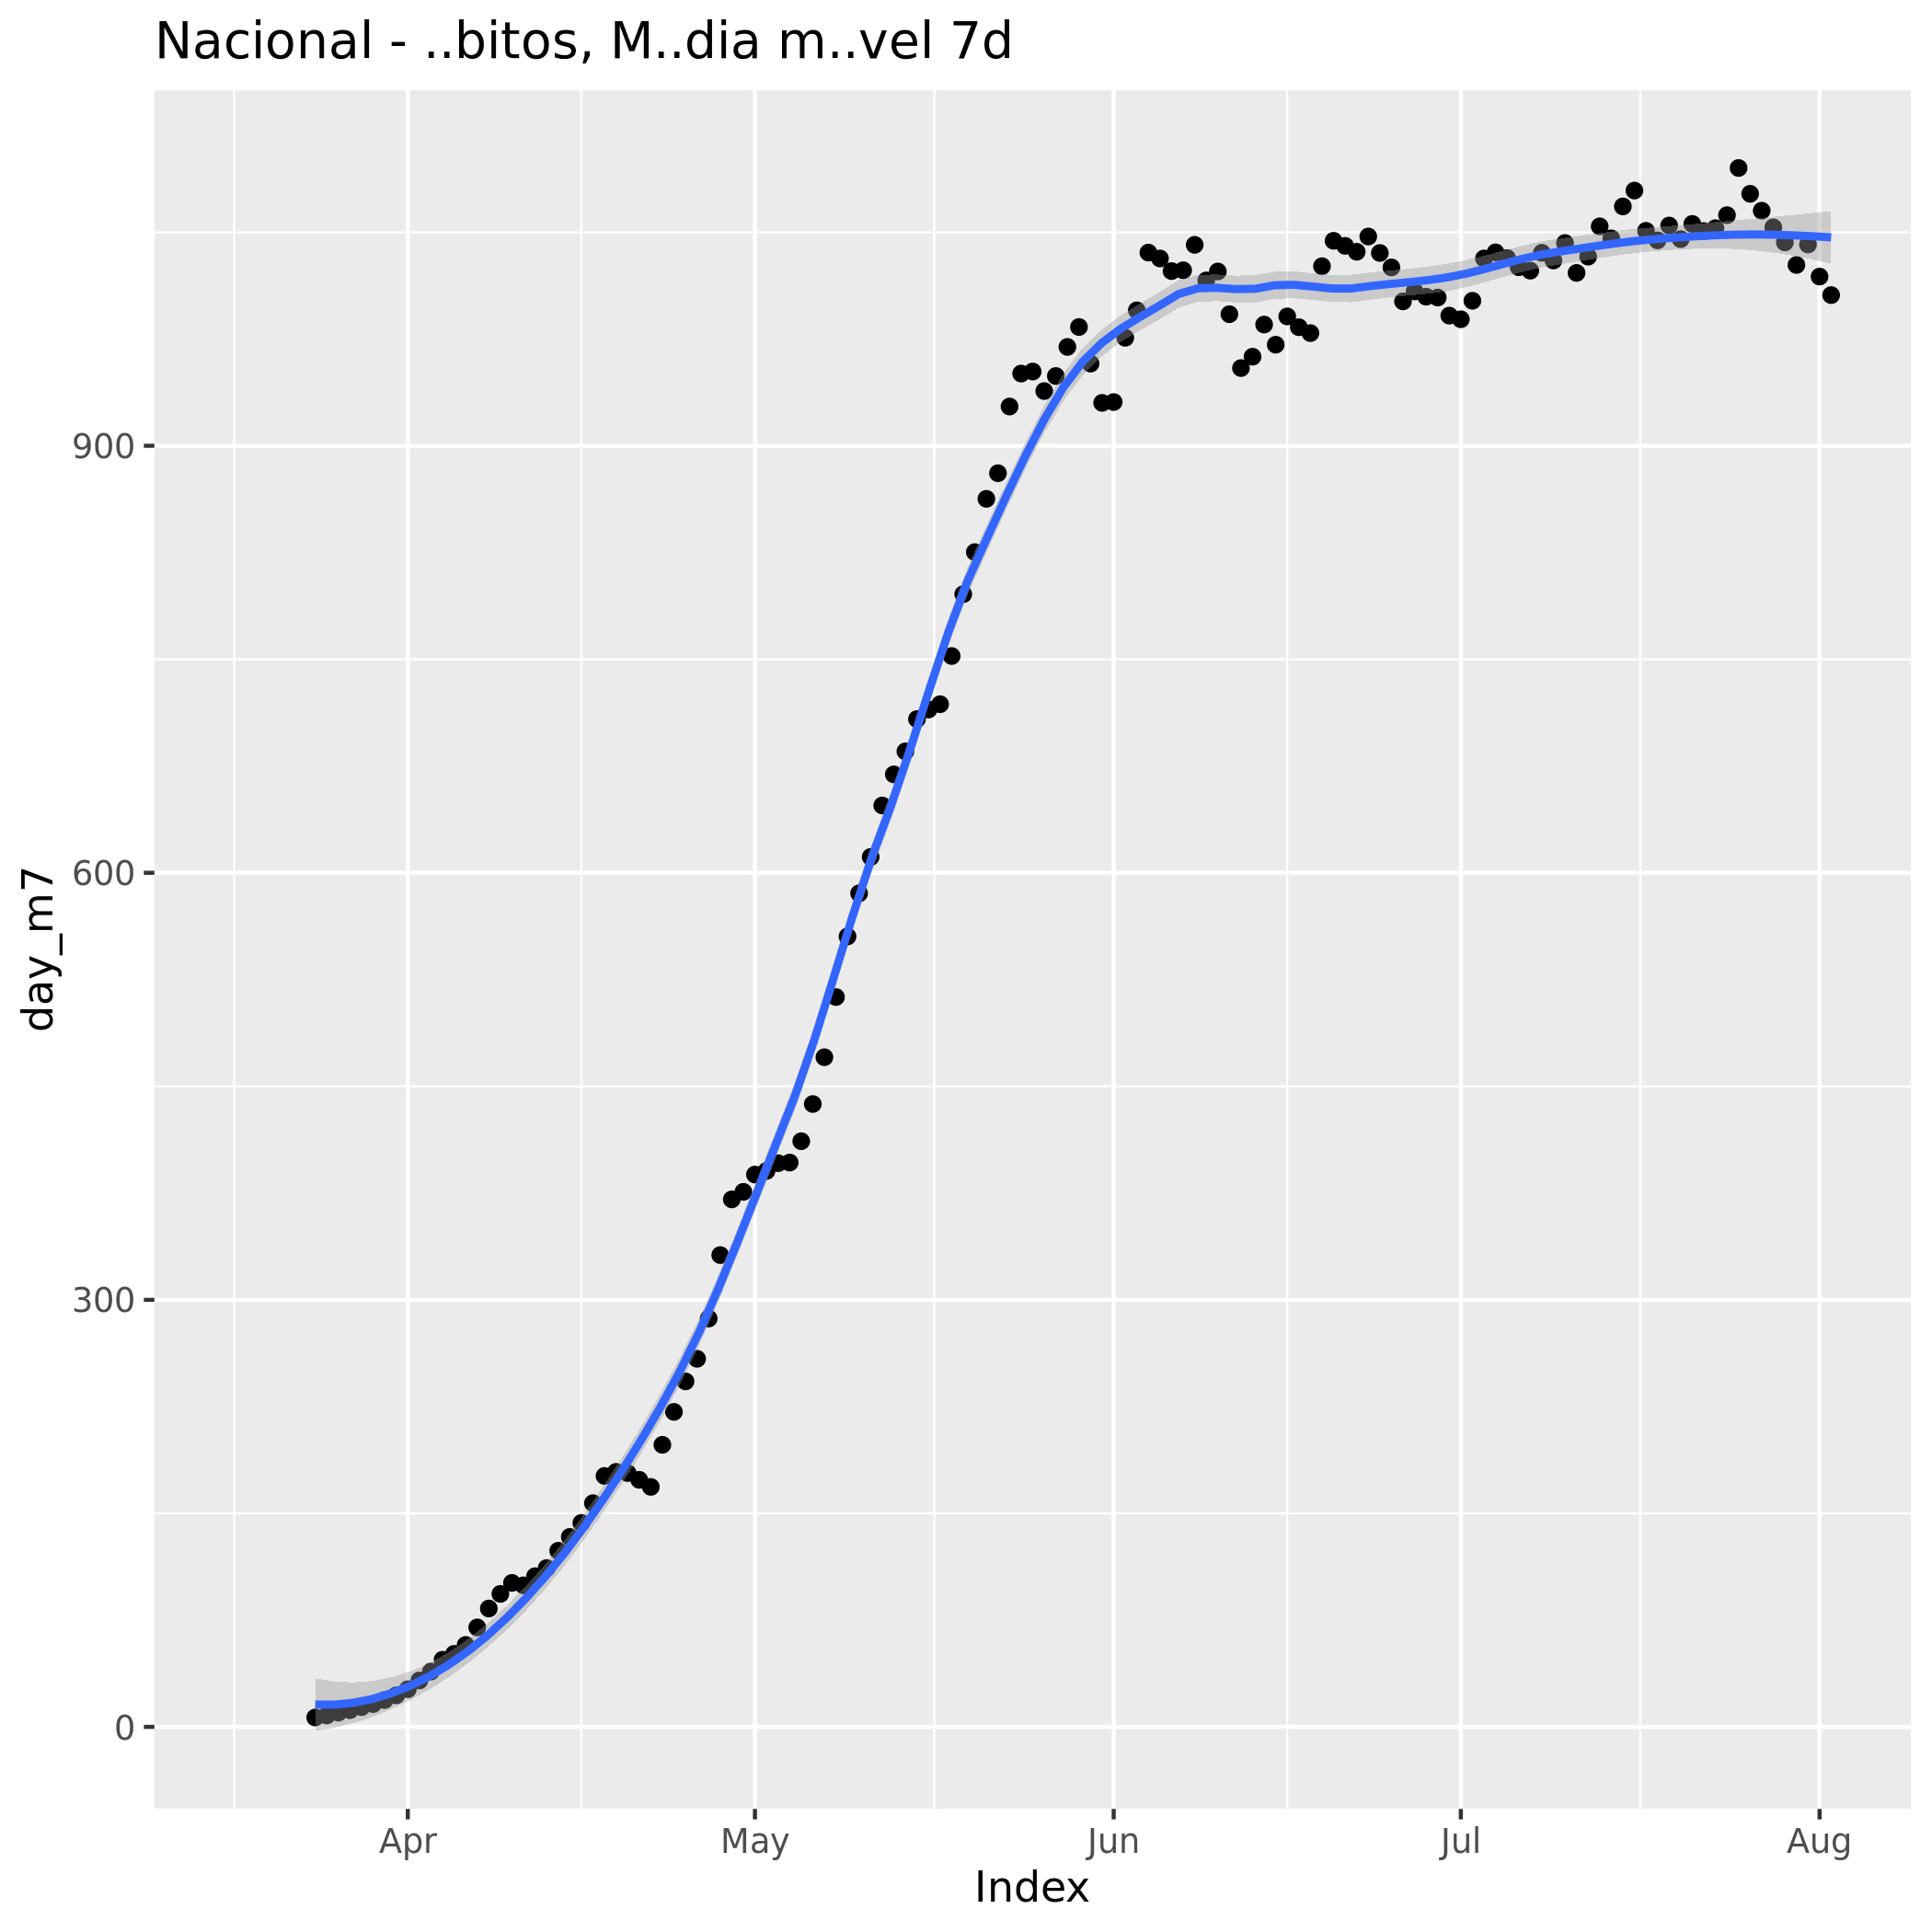 Nacional - ..bitos, M..dia m..vel 7d
day_m7
900
600
300
0
Apr May Jun Jul Aug
Index